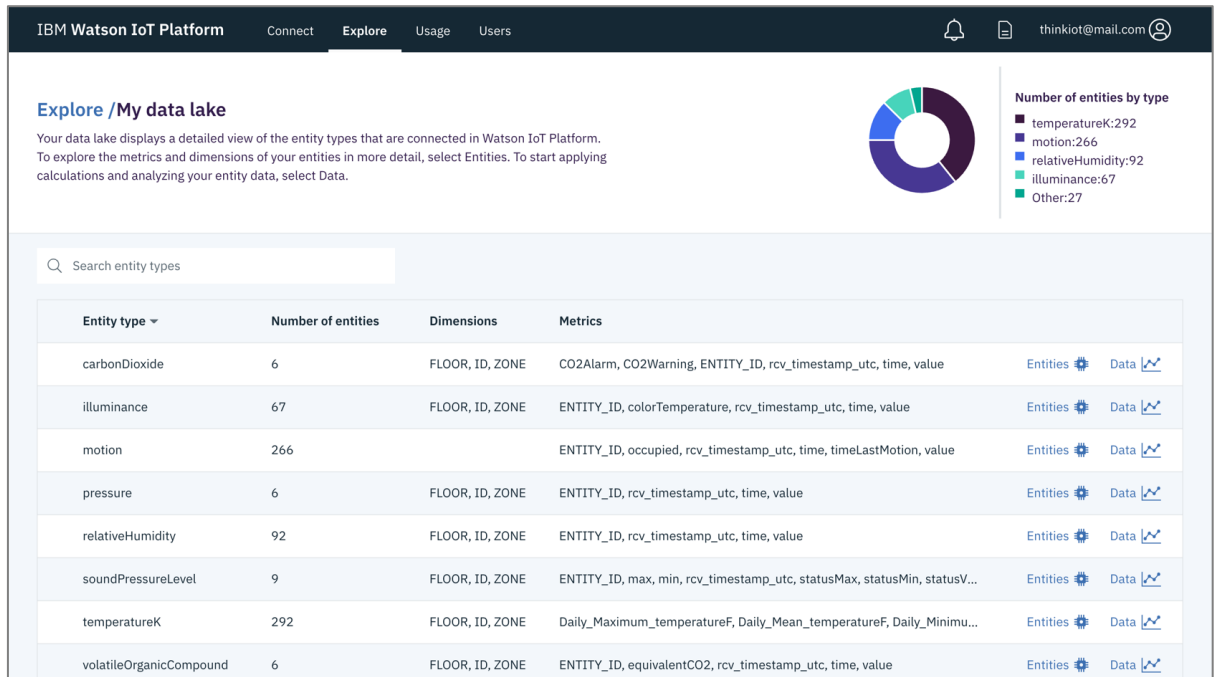 IBM Watson IoT Platform Connect Explore Usage Users thinkiot@mail.com
Explore /My data lake
Your data lake displays a detailed view of the entity types that are connected in Watson IoT Platform.
To explore the metrics and dimensions of your entities in more detail, select Entities. To start applying
calculations and analyzing your entity data, select Data.
Number of entities by type
temperatureK:292
motion:266
relativeHumidity:92
illuminance:67
Other:27
Search entity types
Entity type Number of entities Dimensions Metrics
carbonDioxide 6 FLOOR, ID, ZONE CO2Alarm, CO2Warning, ENTITY_ID, rcv_timestamp_utc, time, value Entities Data
illuminance 67 FLOOR, ID, ZONE ENTITY_ID, colorTemperature, rcv_timestamp_utc, time, value Entities Data
motion 266 ENTITY_ID, occupied, rcv_timestamp_utc, time, timeLastMotion, value Entities Data
pressure 6 FLOOR, ID, ZONE ENTITY_ID, rcv_timestamp_utc, time, value Entities Data
relativeHumidity 92 FLOOR, ID, ZONE ENTITY_ID, rcv_timestamp_utc, time, value Entities Data
soundPressureLevel 9 FLOOR, ID, ZONE ENTITY_ID, max, min, rcv_timestamp_utc, statusMax, statusMin, statusV... Entities Data
temperatureK 292 FLOOR, ID, ZONE Daily_Maximum_temperatureF, Daily_Mean_temperatureF, Daily_Minimu... Entities Data
volatileOrganicCompound 6 FLOOR, ID, ZONE ENTITY_ID, equivalentCO2, rcv_timestamp_utc, time, value Entities Data